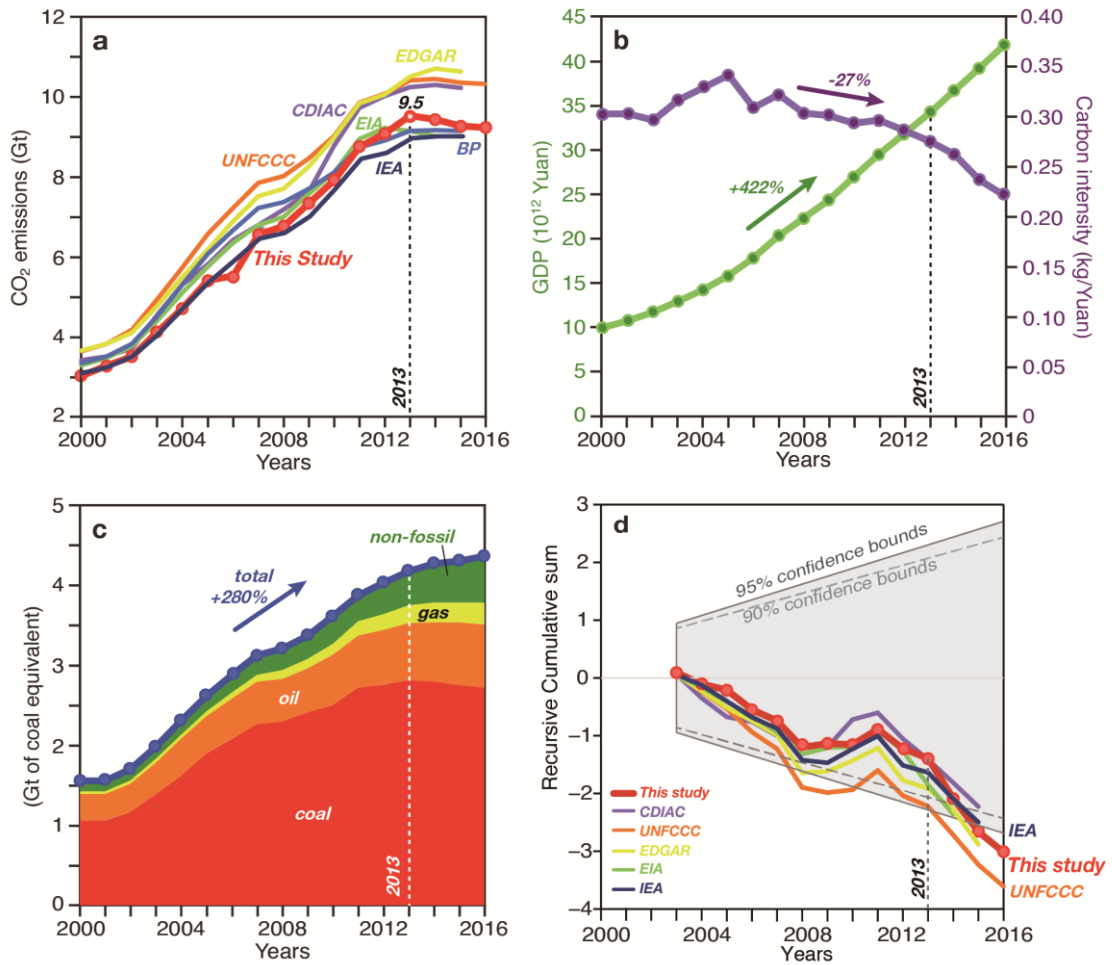 a
CO₂ emissions (Gt)
12
10
8
6
4
2
EDGAR
9.5
CDIAC
EIA
UNFCCC
BP
IEA
This Study
2013
2000
2004
2008
2012
2016
Years
b
GDP (10¹² Yuan)
45
40
35
30
25
20
15
10
5
0
-27%
+422%
2013
0.40
0.35
0.30
0.25
0.20
0.15
0.10
0.05
0
Carbon intensity (kg/Yuan)
2000
2004
2008
2012
2016
Years
c
(Gt of coal equivalent)
5
4
3
2
1
0
non-fossil
total
+280%
gas
oil
coal
2013
2000
2004
2008
2012
2016
Years
d
Recursive Cumulative sum
3
2
1
0
−1
−2
−3
−4
95% confidence bounds
90% confidence bounds
This study
CDIAC
UNFCCC
EDGAR
EIA
IEA
IEA
This study
UNFCCC
2013
2000
2004
2008
2012
2016
Years